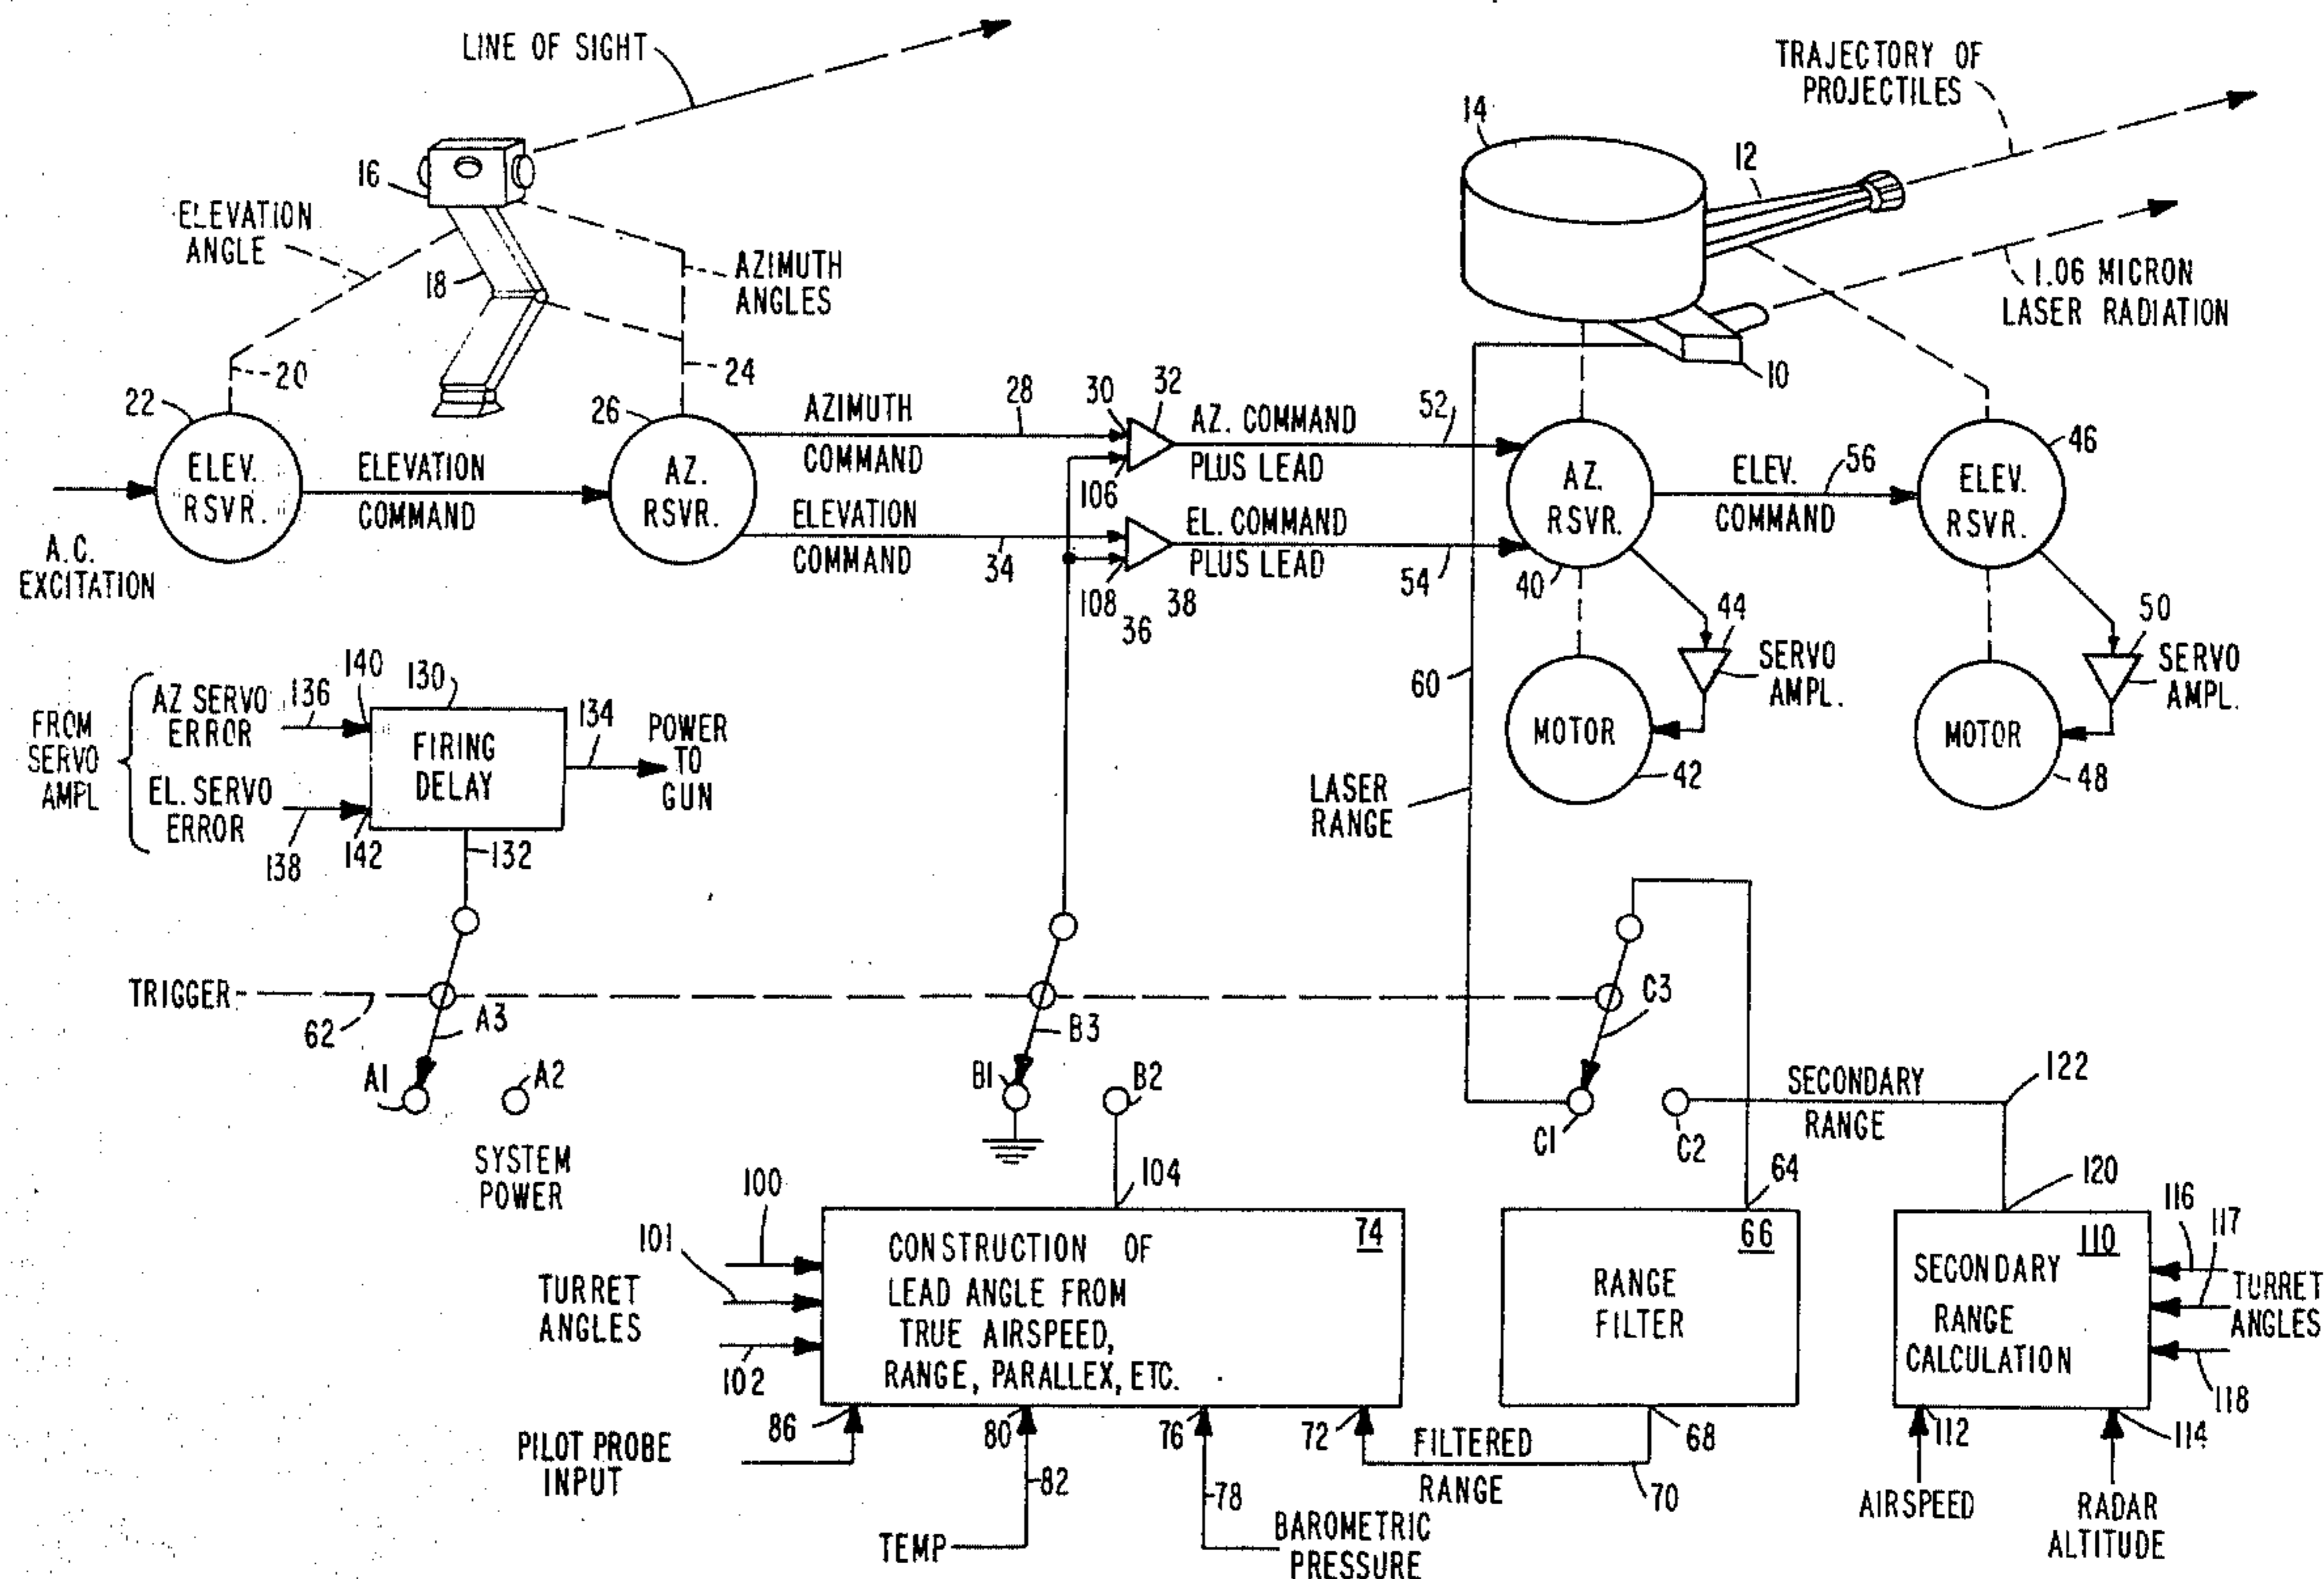 LINE OF SIGHT
TRAJECTORY OF
PROJECTILES
14
12
16
ELEVATION
ANGLE
18
AZIMUTH
ANGLES
1.06 MICRON
LASER RADIATION
20
24
10
22
26
AZIMUTH
COMMAND
28
30
32
AZ. COMMAND
PLUS LEAD
52
46
ELEV.
RSVR.
ELEVATION
COMMAND
AZ.
RSVR.
106
AZ.
RSVR.
ELEV.
COMMAND
56
ELEV.
RSVR.
A.C.
EXCITATION
ELEVATION
COMMAND
34
EL. COMMAND
PLUS LEAD
54
40
108
36
38
44
50
SERVO
AMPL.
SERVO
AMPL.
FROM
SERVO
AMPL
AZ SERVO
ERROR
136
140
130
134
POWER
TO
GUN
FIRING
DELAY
EL. SERVO
ERROR
138
142
132
60
MOTOR
42
MOTOR
48
LASER
RANGE
TRIGGER
62
A3
B3
C3
A1
A2
B1
B2
C1
C2
SECONDARY
RANGE
122
SYSTEM
POWER
100
104
64
120
116
117
101
TURRET
ANGLES
102
CONSTRUCTION OF
LEAD ANGLE FROM
TRUE AIRSPEED,
RANGE, PARALLEX, ETC.
74
66
RANGE
FILTER
110
SECONDARY
RANGE
CALCULATION
TURRET
ANGLES
118
86
80
76
72
68
112
114
PILOT PROBE
INPUT
82
78
FILTERED
RANGE
70
AIRSPEED
RADAR
ALTITUDE
TEMP
BAROMETRIC
PRESSURE